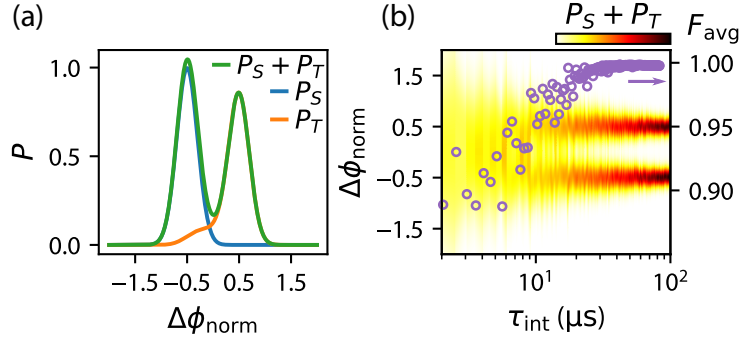 (a)
P_S + P_T
P_S
P_T
1.0
0.5
0.0
P
−1.5
−0.5
0.5
1.5
Δϕ_norm
(b)
P_S + P_T
F_avg
1.5
0.5
−0.5
−1.5
Δϕ_norm
1.00
0.95
0.90
10^1
10^2
τ_int (μs)